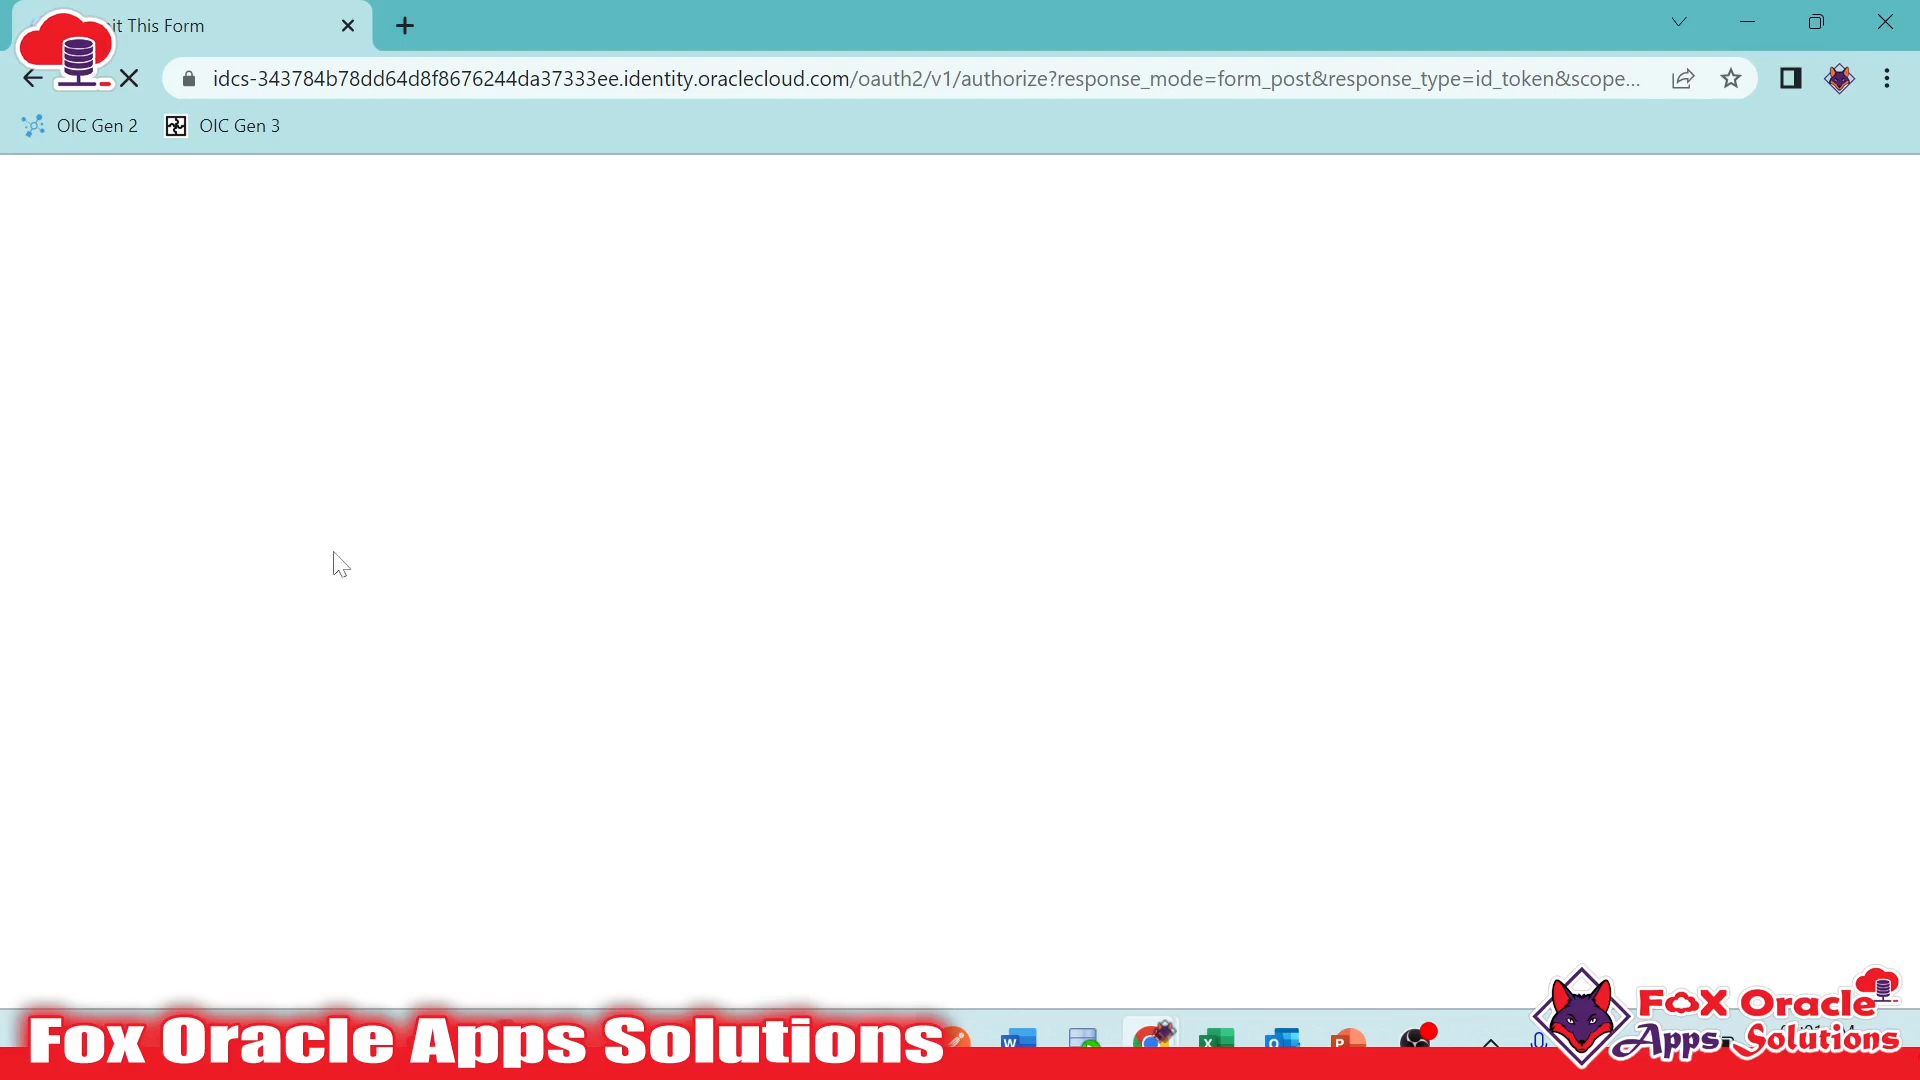 it This Form
idcs-343784b78dd64d8f8676244da37333ee.identity.oraclecloud.com/oauth2/v1/authorize?response_mode=form_post&response_type=id_token&scope...
OIC Gen 2
OIC Gen 3
Fox Oracle Apps Solutions
FoX Oracle
Apps Solutions